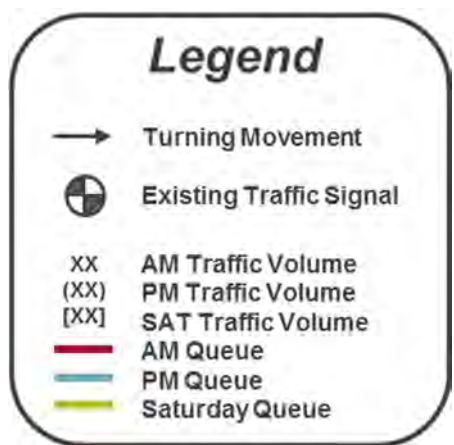 Legend
Turning Movement
Existing Traffic Signal
XX AM Traffic Volume
(XX) PM Traffic Volume
[XX] SAT Traffic Volume
AM Queue
PM Queue
Saturday Queue